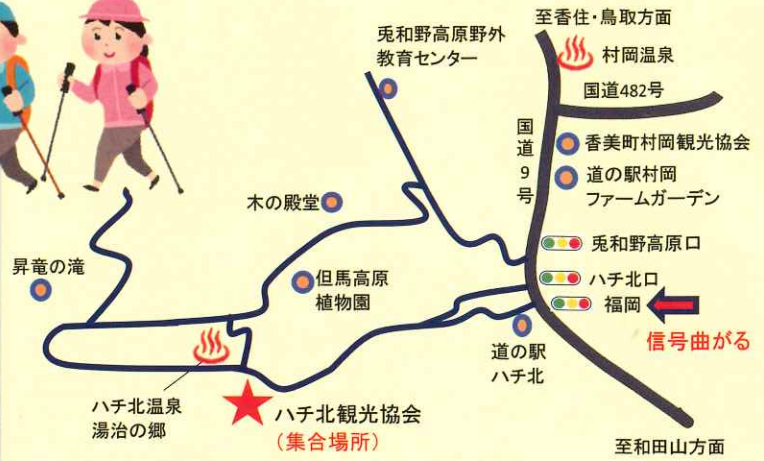 至香住・鳥取方面
村岡温泉
国道482号
国道9号
香美町村岡観光協会
道の駅村岡
ファームガーデン
兎和野高原野外
教育センター
木の殿堂
兎和野高原口
昇竜の滝
但馬高原
植物園
ハチ北口
福岡
信号曲がる
道の駅
ハチ北
ハチ北温泉
湯治の郷
ハチ北観光協会
(集合場所)
至和田山方面